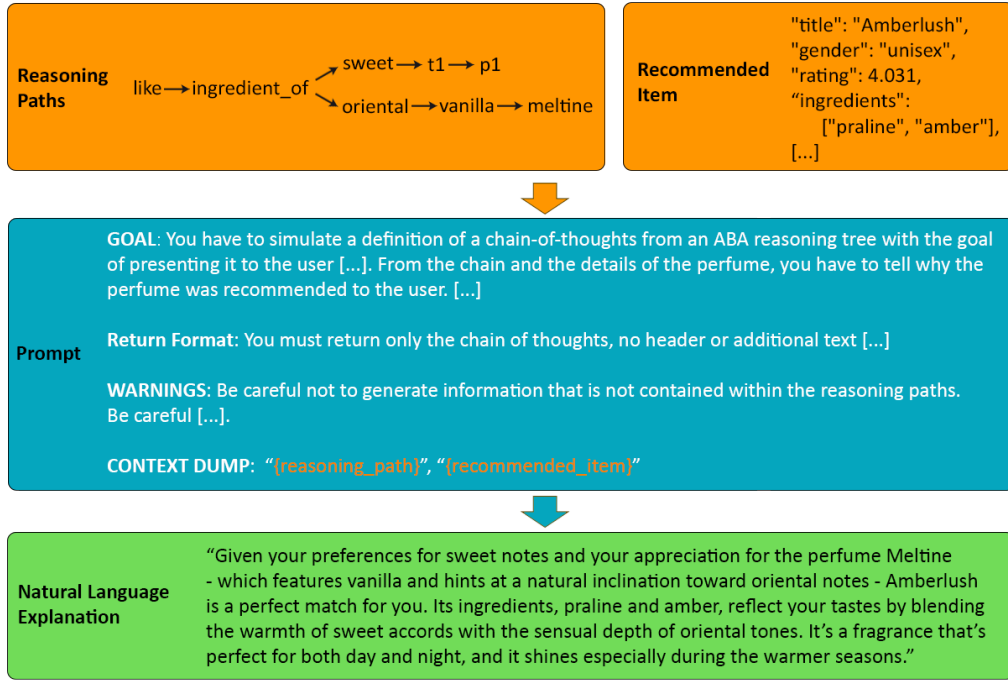 Reasoning
Paths
like → ingredient_of
sweet → t1 → p1
oriental → vanilla → meltine
Recommended
Item
"title": "Amberlush",
"gender": "unisex",
"rating": 4.031,
“ingredients":
["praline", "amber"],
[...]
Prompt
GOAL: You have to simulate a definition of a chain-of-thoughts from an ABA reasoning tree with the goal
of presenting it to the user [...]. From the chain and the details of the perfume, you have to tell why the
perfume was recommended to the user. [...]
Return Format: You must return only the chain of thoughts, no header or additional text [...]
WARNINGS: Be careful not to generate information that is not contained within the reasoning paths.
Be careful [...].
CONTEXT DUMP: “{reasoning_path}”, “{recommended_item}”
Natural Language
Explanation
“Given your preferences for sweet notes and your appreciation for the perfume Meltine
- which features vanilla and hints at a natural inclination toward oriental notes - Amberlush
is a perfect match for you. Its ingredients, praline and amber, reflect your tastes by blending
the warmth of sweet accords with the sensual depth of oriental tones. It’s a fragrance that’s
perfect for both day and night, and it shines especially during the warmer seasons.”